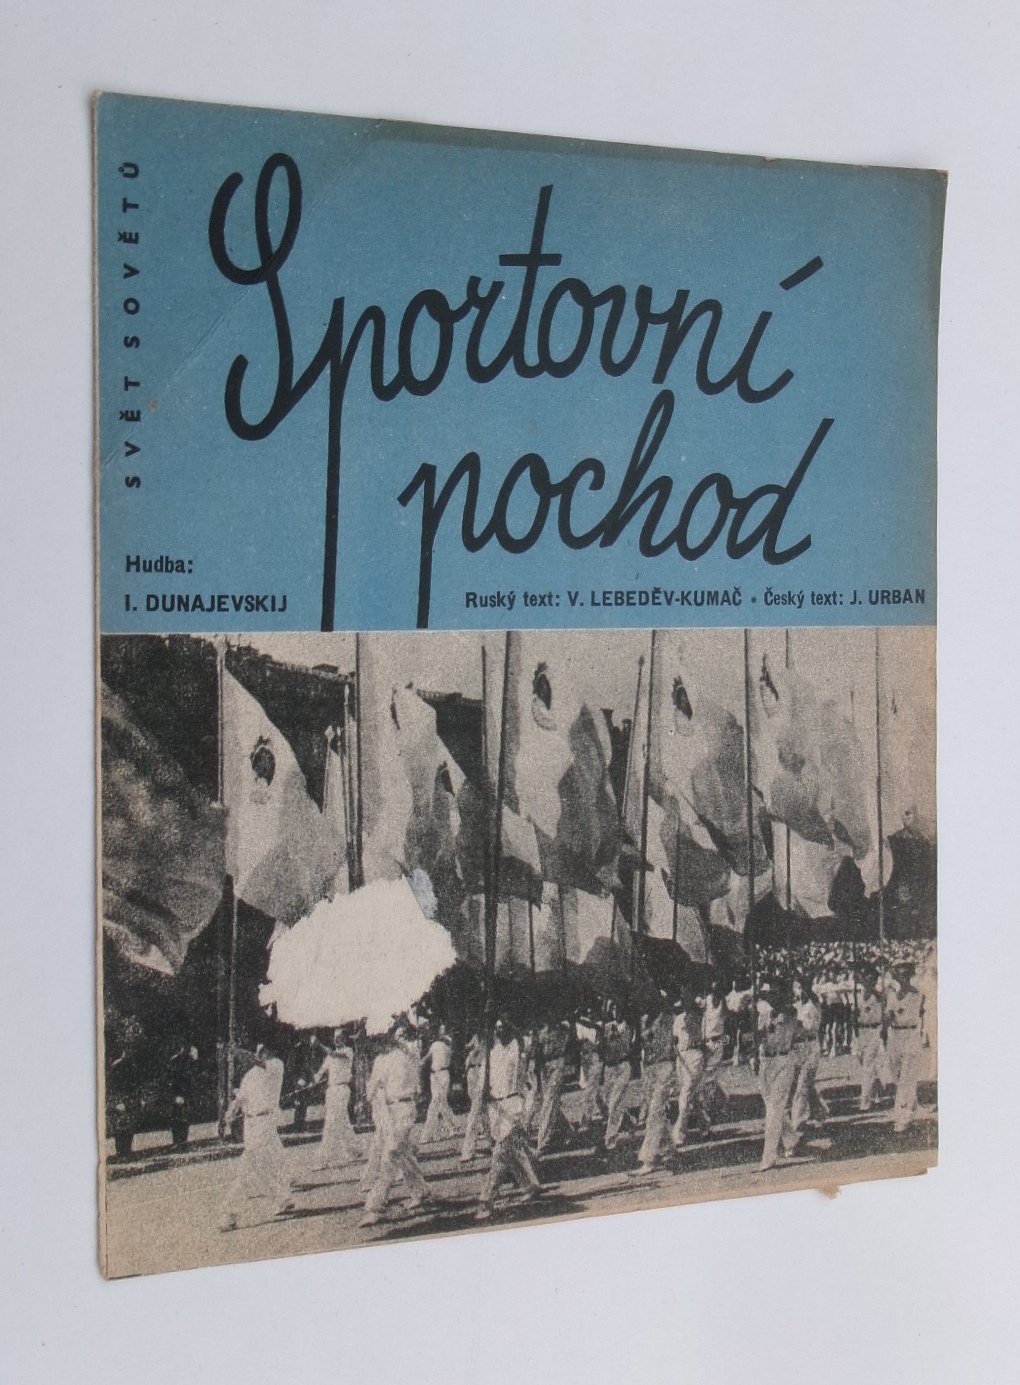 SVĚT SOVĚTŮ
Sportovní
pochod
Hudba:
I. DUNAJEVSKIJ
Ruský text: V. LEBEDĚV-KUMAČ • Český text: J. URBAN